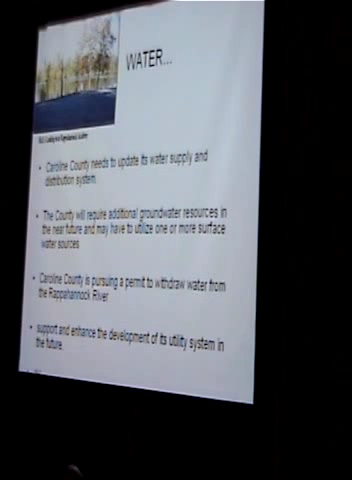 WATER...
• Caroline County needs to update its water supply and
distribution system.
• The County will require additional groundwater resources in
the near future and may have to utilize one or more surface
water sources
• Caroline County is pursuing a permit to withdraw water from
the Rappahannock River
• support and enhance the development of its utility system in
the future.